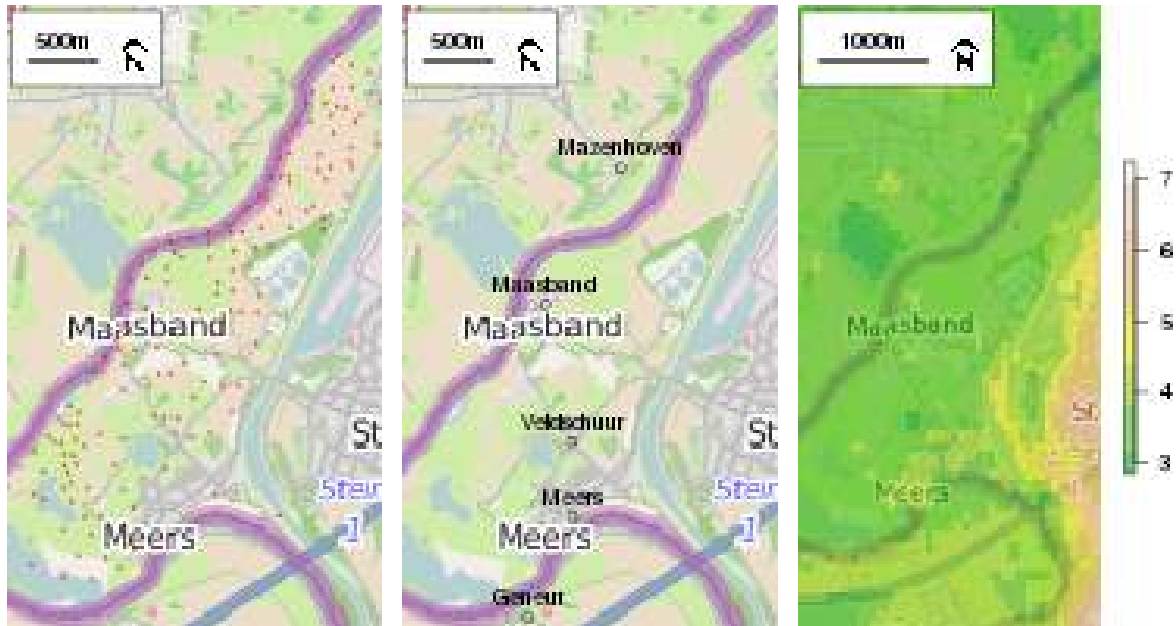 500m
Maasband
St
Stein
1
Meers
500m
Mazenhoven
Maasband
Maasband
Veldschuur
St
Stein
Meers
1
Meers
Geneut
1000m
N
Maasband
St
Meers
7
6
5
4
3